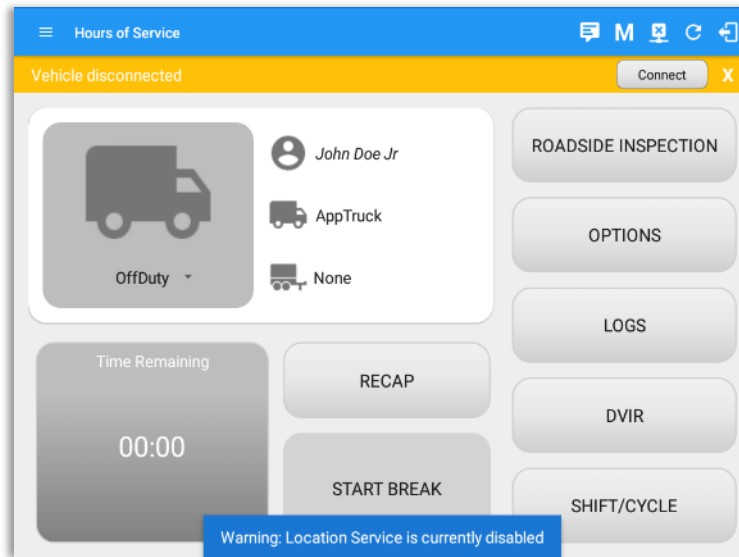 Hours of Service
M
Vehicle disconnected
Connect
X
John Doe Jr
AppTruck
None
OffDuty
Time Remaining
00:00
RECAP
START BREAK
ROADSIDE INSPECTION
OPTIONS
LOGS
DVIR
SHIFT/CYCLE
Warning: Location Service is currently disabled